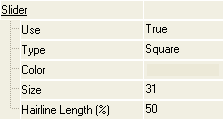 Slider
Use True
Type Square
Color
Size 31
Hairline Length (%) 50